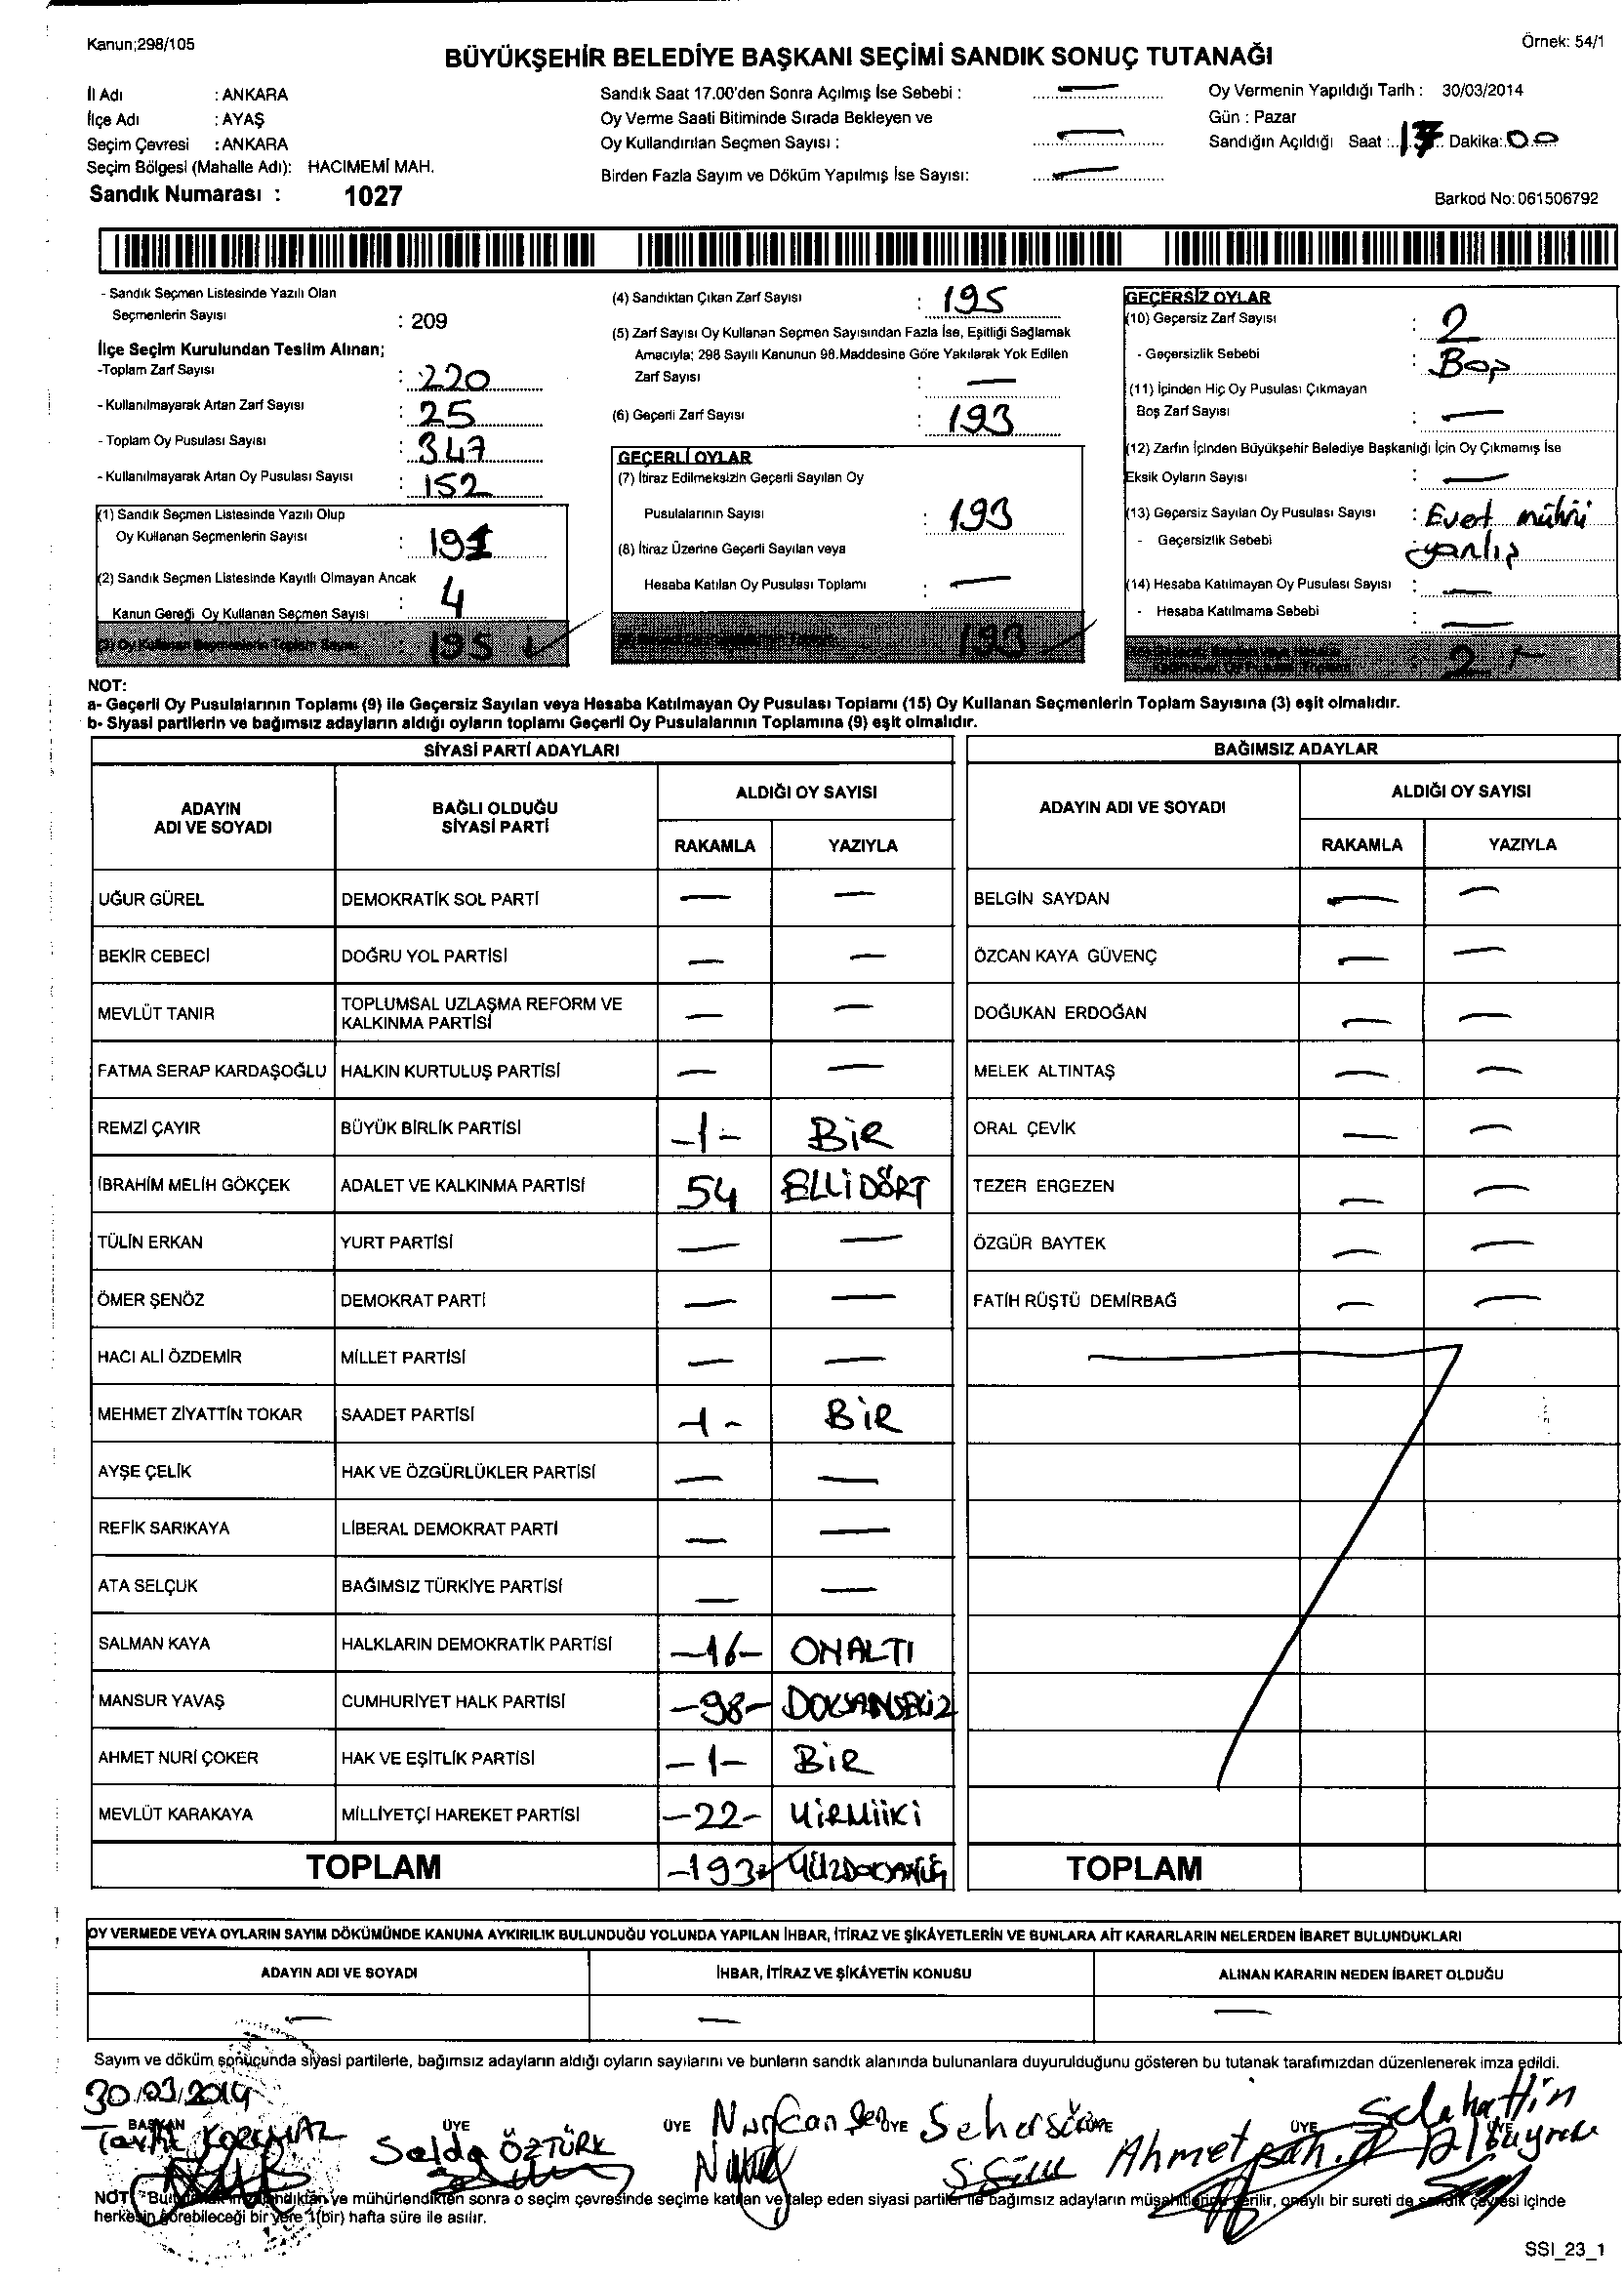 Kanun;298/105
Örnek: 54/1
BÜYÜKŞEHİR BELEDİYE BAŞKANI SEÇİMİ SANDIK SONUÇ TUTANAĞI
İl Adı : ANKARA
İlçe Adı : AYAŞ
Seçim Çevresi : ANKARA
Seçim Bölgesi (Mahalle Adı): HACIMEMİ MAH.
Sandık Numarası : 1027
Sandık Saat 17.00'den Sonra Açılmış İse Sebebi : —
Oy Verme Saati Bitiminde Sırada Bekleyen ve
Oy Kullandırılan Seçmen Sayısı : —
Birden Fazla Sayım ve Döküm Yapılmış İse Sayısı: —
Oy Vermenin Yapıldığı Tarih : 30/03/2014
Gün : Pazar
Sandığın Açıldığı Saat : 17 Dakika: 00
Barkod No: 061506792
- Sandık Seçmen Listesinde Yazılı Olan
Seçmenlerin Sayısı : 209
İlçe Seçim Kurulundan Teslim Alınan;
-Toplam Zarf Sayısı : 220
- Kullanılmayarak Artan Zarf Sayısı : 25
- Toplam Oy Pusulası Sayısı : 347
- Kullanılmayarak Artan Oy Pusulası Sayısı : 152
(1) Sandık Seçmen Listesinde Yazılı Olup
Oy Kullanan Seçmenlerin Sayısı : 191
(2) Sandık Seçmen Listesinde Kayıtlı Olmayan Ancak
Kanun Gereği Oy Kullanan Seçmen Sayısı : 4
(3) Oy Kullanan Seçmenlerin Toplam Sayısı : 195
(4) Sandıktan Çıkan Zarf Sayısı : 195
(5) Zarf Sayısı Oy Kullanan Seçmen Sayısından Fazla İse, Eşitliği Sağlamak
Amacıyla; 298 Sayılı Kanunun 98.Maddesine Göre Yakılarak Yok Edilen
Zarf Sayısı : —
(6) Geçerli Zarf Sayısı : 193
GEÇERLİ OYLAR
(7) İtiraz Edilmeksizin Geçerli Sayılan Oy
Pusulalarının Sayısı : 193
(8) İtiraz Üzerine Geçerli Sayılan veya
Hesaba Katılan Oy Pusulası Toplamı : —
193
GEÇERSİZ OYLAR
(10) Geçersiz Zarf Sayısı : 2
- Geçersizlik Sebebi : Boş
(11) İçinden Hiç Oy Pusulası Çıkmayan
Boş Zarf Sayısı : —
(12) Zarfın İçinden Büyükşehir Belediye Başkanlığı İçin Oy Çıkmamış İse
Eksik Oyların Sayısı : —
(13) Geçersiz Sayılan Oy Pusulası Sayısı : Evet mührü
- Geçersizlik Sebebi yanlış
(14) Hesaba Katılmayan Oy Pusulası Sayısı : —
- Hesaba Katılmama Sebebi : —
2
NOT:
a- Geçerli Oy Pusulalarının Toplamı (9) ile Geçersiz Sayılan veya Hesaba Katılmayan Oy Pusulası Toplamı (15) Oy Kullanan Seçmenlerin Toplam Sayısına (3) eşit olmalıdır.
b- Siyasi partilerin ve bağımsız adayların aldığı oyların toplamı Geçerli Oy Pusulalarının Toplamına (9) eşit olmalıdır.
SİYASİ PARTİ ADAYLARI
ADAYIN ADI VE SOYADI BAĞLI OLDUĞU SİYASİ PARTİ ALDIĞI OY SAYISI
RAKAMLA YAZIYLA
UĞUR GÜREL DEMOKRATİK SOL PARTİ — —
BEKİR CEBECİ DOĞRU YOL PARTİSİ — —
MEVLÜT TANIR TOPLUMSAL UZLAŞMA REFORM VE KALKINMA PARTİSİ — —
FATMA SERAP KARDAŞOĞLU HALKIN KURTULUŞ PARTİSİ — —
REMZİ ÇAYIR BÜYÜK BİRLİK PARTİSİ -1- BİR
İBRAHİM MELİH GÖKÇEK ADALET VE KALKINMA PARTİSİ 54 ELLİDÖRT
TÜLİN ERKAN YURT PARTİSİ — —
ÖMER ŞENÖZ DEMOKRAT PARTİ — —
HACI ALİ ÖZDEMİR MİLLET PARTİSİ — —
MEHMET ZİYATTİN TOKAR SAADET PARTİSİ -1- BİR
AYŞE ÇELİK HAK VE ÖZGÜRLÜKLER PARTİSİ — —
REFİK SARIKAYA LİBERAL DEMOKRAT PARTİ — —
ATA SELÇUK BAĞIMSIZ TÜRKİYE PARTİSİ — —
SALMAN KAYA HALKLARIN DEMOKRATİK PARTİSİ -16- ONALTI
MANSUR YAVAŞ CUMHURİYET HALK PARTİSİ -98- DOKSANSEKİZ
AHMET NURİ ÇOKER HAK VE EŞİTLİK PARTİSİ -1- BİR
MEVLÜT KARAKAYA MİLLİYETÇİ HAREKET PARTİSİ -22- YİRMİİKİ
TOPLAM -193- YÜZDOKSANÜÇ
BAĞIMSIZ ADAYLAR
ADAYIN ADI VE SOYADI ALDIĞI OY SAYISI
RAKAMLA YAZIYLA
BELGİN SAYDAN — —
ÖZCAN KAYA GÜVENÇ — —
DOĞUKAN ERDOĞAN — —
MELEK ALTINTAŞ — —
ORAL ÇEVİK — —
TEZER ERGEZEN — —
ÖZGÜR BAYTEK — —
FATİH RÜŞTÜ DEMİRBAĞ — —
TOPLAM
OY VERMEDE VEYA OYLARIN SAYIM DÖKÜMÜNDE KANUNA AYKIRILIK BULUNDUĞU YOLUNDA YAPILAN İHBAR, İTİRAZ VE ŞİKÂYETLERİN VE BUNLARA AİT KARARLARIN NELERDEN İBARET BULUNDUKLARI
ADAYIN ADI VE SOYADI İHBAR, İTİRAZ VE ŞİKÂYETİN KONUSU ALINAN KARARIN NEDEN İBARET OLDUĞU
— — —
Sayım ve döküm sonucunda siyasi partilerle, bağımsız adayların aldığı oyların sayılarını ve bunların sandık alanında bulunanlara duyurulduğunu gösteren bu tutanak tarafımızdan düzenlenerek imza edildi.
30.03.2014
BAŞKAN ÜYE ÜYE ÜYE ÜYE ÜYE
KORKMAZ Selda ÖZTÜRK Nurcan Şen Seher Ahmet Selahattin
NOT: Bu mühürlendikten sonra o seçim çevresinde seçime katılan ve talep eden siyasi partiler ile bağımsız adayların müşahitlerine verilir, onaylı bir sureti de sandık çevresi içinde
herkesin görebileceği bir yere 1(bir) hafta süre ile asılır.
SSI_23_1